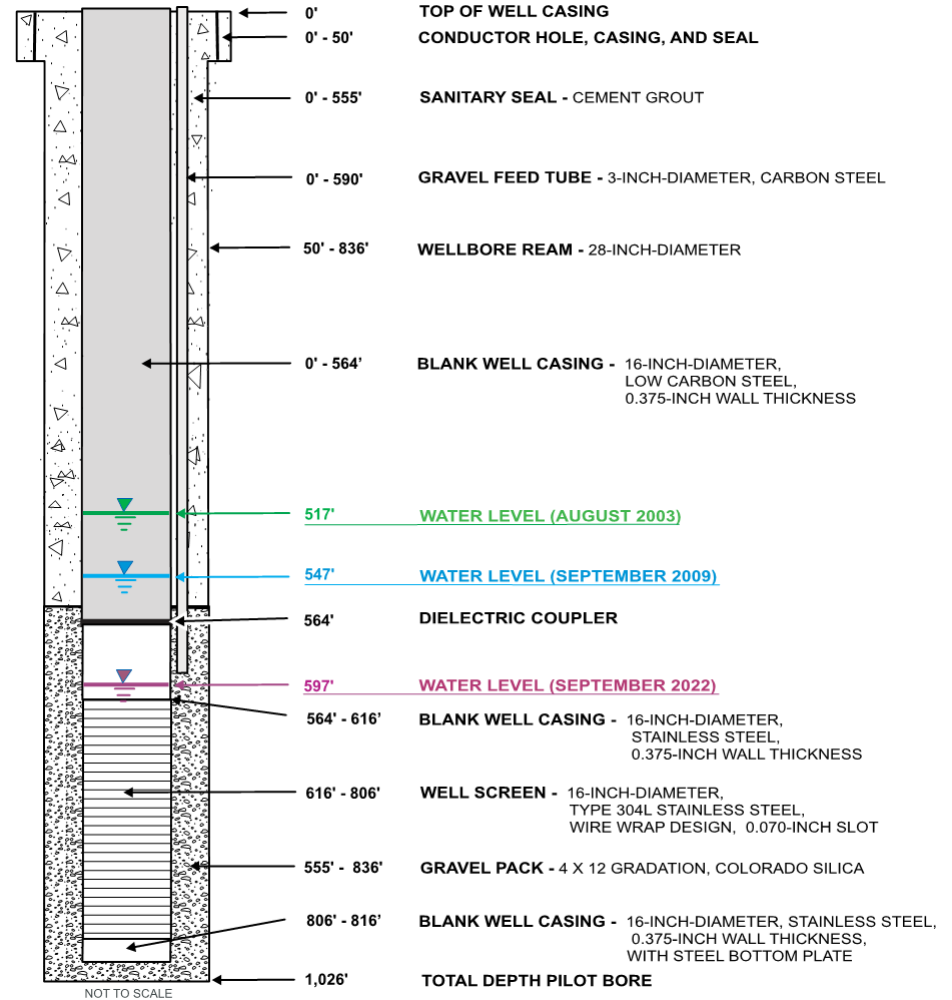 0' TOP OF WELL CASING
0' - 50' CONDUCTOR HOLE, CASING, AND SEAL
0' - 555' SANITARY SEAL - CEMENT GROUT
0' - 590' GRAVEL FEED TUBE - 3-INCH-DIAMETER, CARBON STEEL
50' - 836' WELLBORE REAM - 28-INCH-DIAMETER
0' - 564’ BLANK WELL CASING - 16-INCH-DIAMETER,
LOW CARBON STEEL,
0.375-INCH WALL THICKNESS
517' WATER LEVEL (AUGUST 2003)
547' WATER LEVEL (SEPTEMBER 2009)
564' DIELECTRIC COUPLER
597' WATER LEVEL (SEPTEMBER 2022)
564' - 616’ BLANK WELL CASING - 16-INCH-DIAMETER,
STAINLESS STEEL,
0.375-INCH WALL THICKNESS
616' - 806’ WELL SCREEN - 16-INCH-DIAMETER,
TYPE 304L STAINLESS STEEL,
WIRE WRAP DESIGN, 0.070-INCH SLOT
555' - 836' GRAVEL PACK - 4 X 12 GRADATION, COLORADO SILICA
806' - 816’ BLANK WELL CASING - 16-INCH-DIAMETER, STAINLESS STEEL,
0.375-INCH WALL THICKNESS,
WITH STEEL BOTTOM PLATE
1,026' TOTAL DEPTH PILOT BORE
NOT TO SCALE